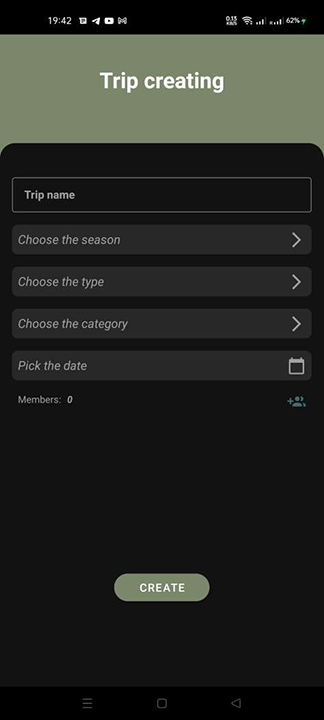 19:42
0.13
KB/S
62%
Trip creating
Trip name
Choose the season
Choose the type
Choose the category
Pick the date
Members: 0
CREATE